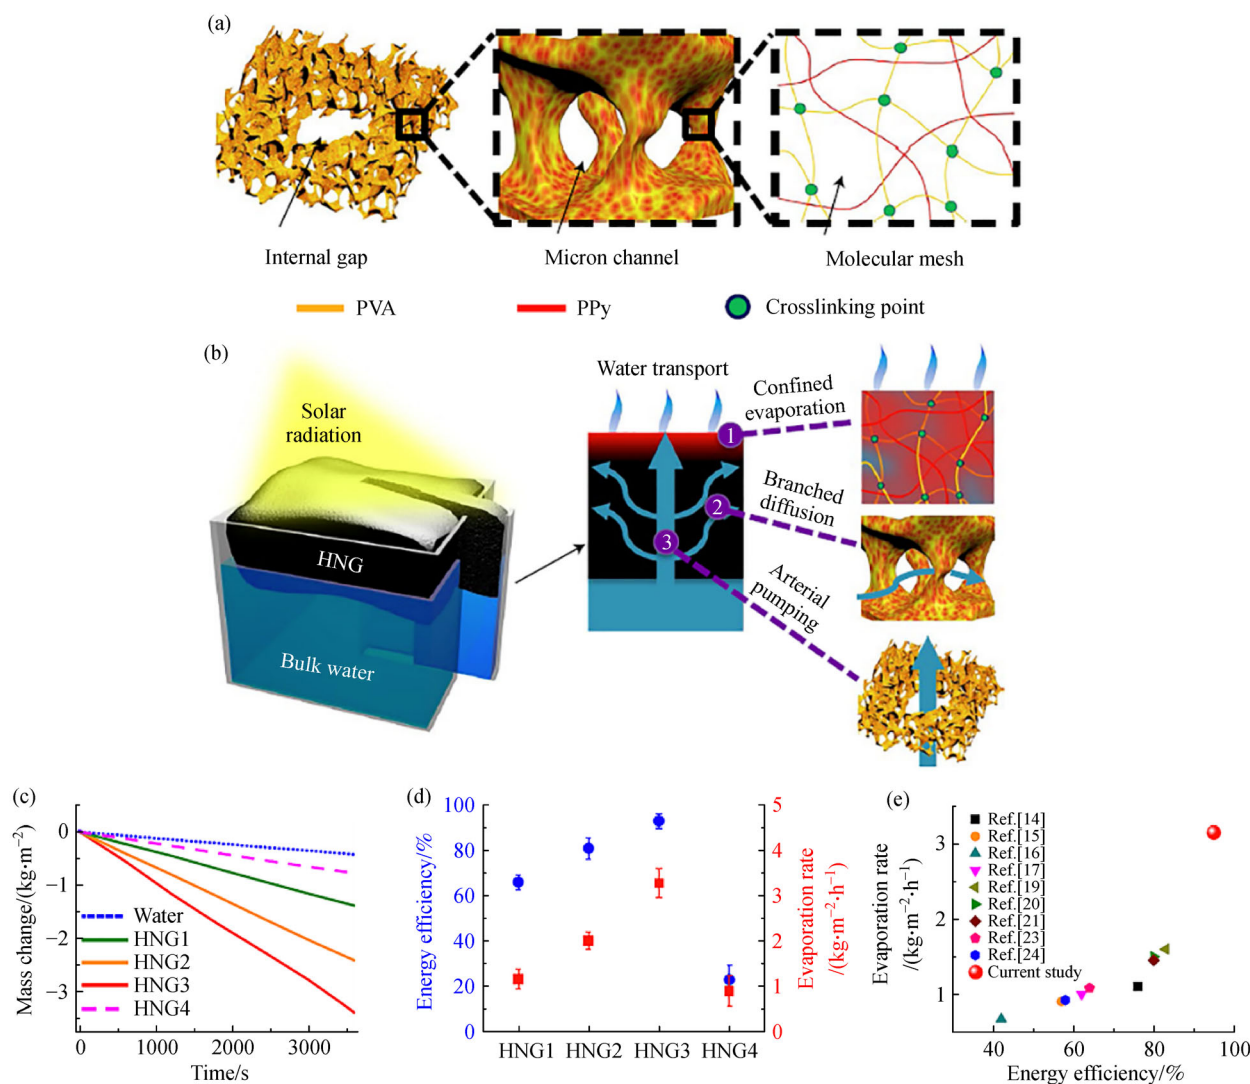 (a)
Internal gap
Micron channel
Molecular mesh
PVA
PPy
Crosslinking point
(b)
Solar
radiation
HNG
Bulk water
Water transport
1
2
3
Confined
evaporation
Branched
diffusion
Arterial
pumping
(c)
Mass change/(kg·m⁻²)
0
−1
−2
−3
Water
HNG1
HNG2
HNG3
HNG4
0 1000 2000 3000
Time/s
(d)
Energy efficiency/%
100
80
60
40
20
0
HNG1 HNG2 HNG3 HNG4
5
4
3
2
1
0
Evaporation rate
/(kg·m⁻²·h⁻¹)
(e)
Evaporation rate
/(kg·m⁻²·h⁻¹)
3
2
1
Ref.[14]
Ref.[15]
Ref.[16]
Ref.[17]
Ref.[19]
Ref.[20]
Ref.[21]
Ref.[23]
Ref.[24]
Current study
40 60 80 100
Energy efficiency/%